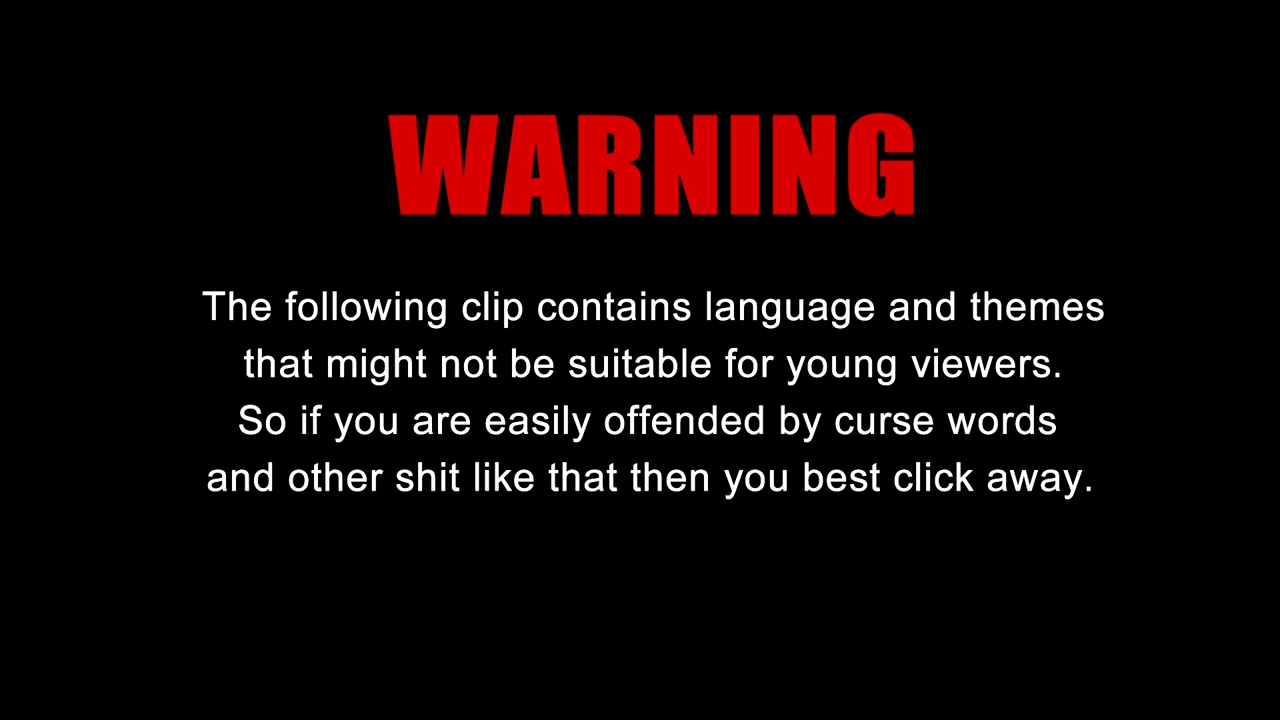 WARNING
The following clip contains language and themes
that might not be suitable for young viewers.
So if you are easily offended by curse words
and other shit like that then you best click away.